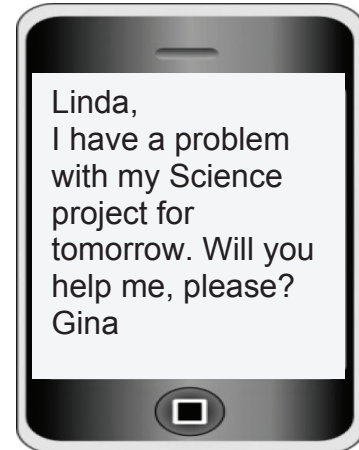 Linda,
I have a problem
with my Science
project for
tomorrow. Will you
help me, please?
Gina